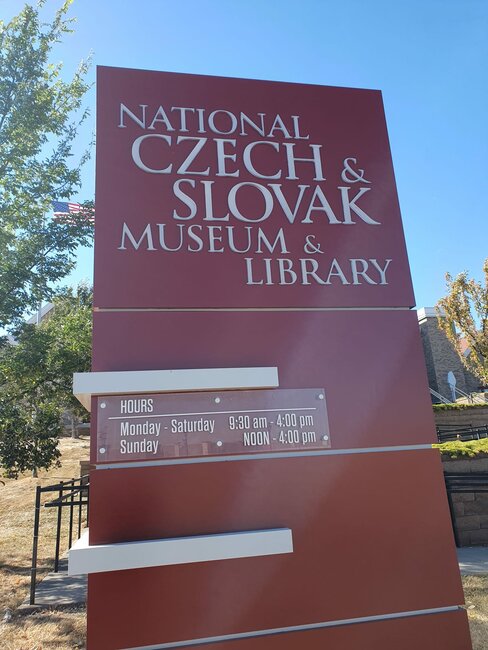 NATIONAL
CZECH &
SLOVAK
MUSEUM &
LIBRARY
HOURS
Monday - Saturday 9:30 am - 4:00 pm
Sunday NOON - 4:00 pm